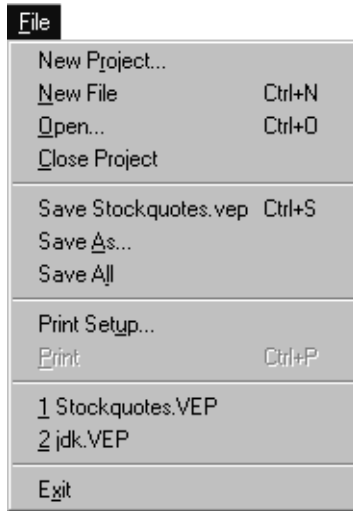 File
New Project...
New File Ctrl+N
Open... Ctrl+O
Close Project
Save Stockquotes.vep Ctrl+S
Save As...
Save All
Print Setup...
Print Ctrl+P
1 Stockquotes.VEP
2 jdk.VEP
Exit